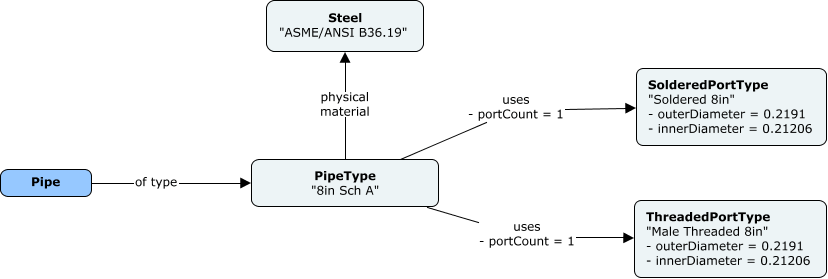 Steel
"ASME/ANSI B36.19"
physical
material
uses
- portCount = 1
SolderedPortType
"Soldered 8in"
- outerDiameter = 0.2191
- innerDiameter = 0.21206
Pipe
of type
PipeType
"8in Sch A"
uses
- portCount = 1
ThreadedPortType
"Male Threaded 8in"
- outerDiameter = 0.2191
- innerDiameter = 0.21206